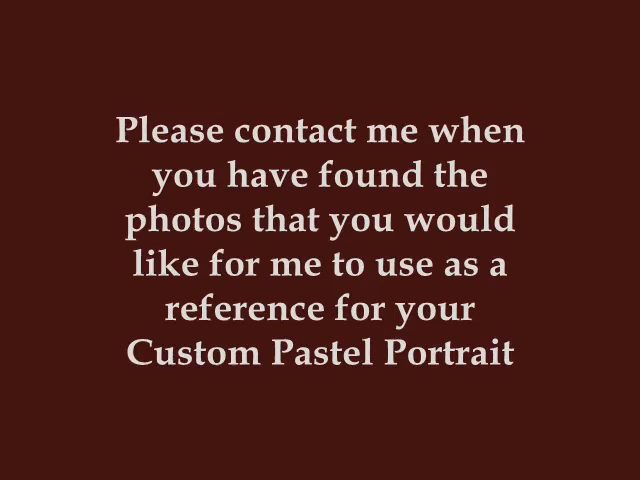 Please contact me when
you have found the
photos that you would
like for me to use as a
reference for your
Custom Pastel Portrait